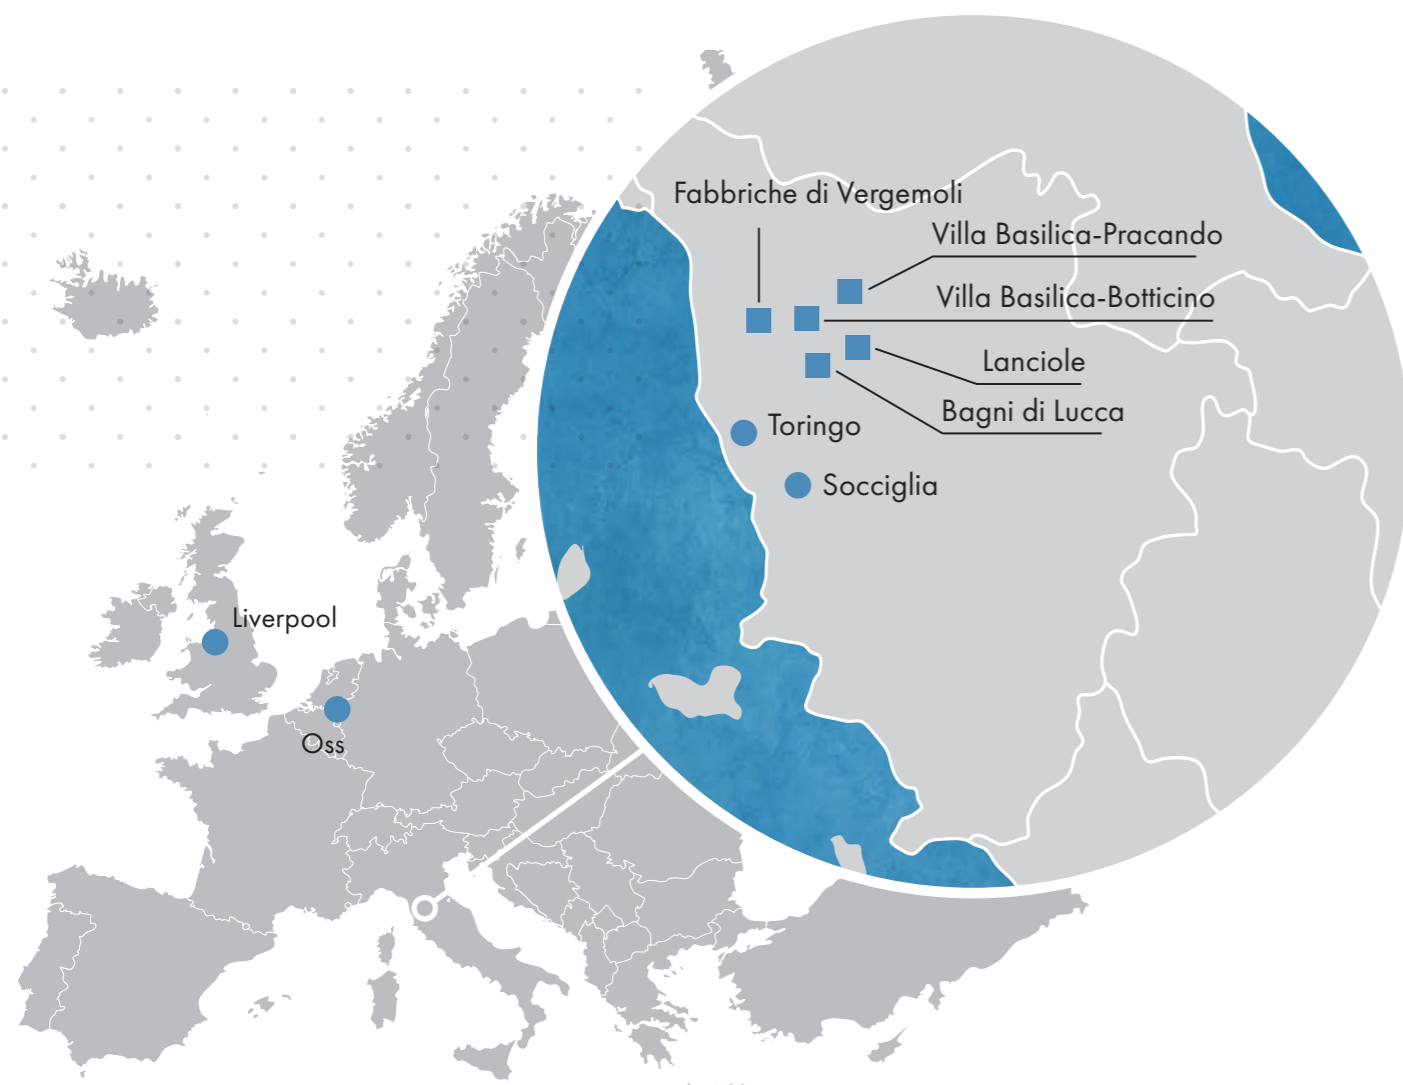 Fabbriche di Vergemoli
Villa Basilica-Pracando
Villa Basilica-Botticino
Lanciole
Bagni di Lucca
Toringo
Socciglia
Liverpool
Oss